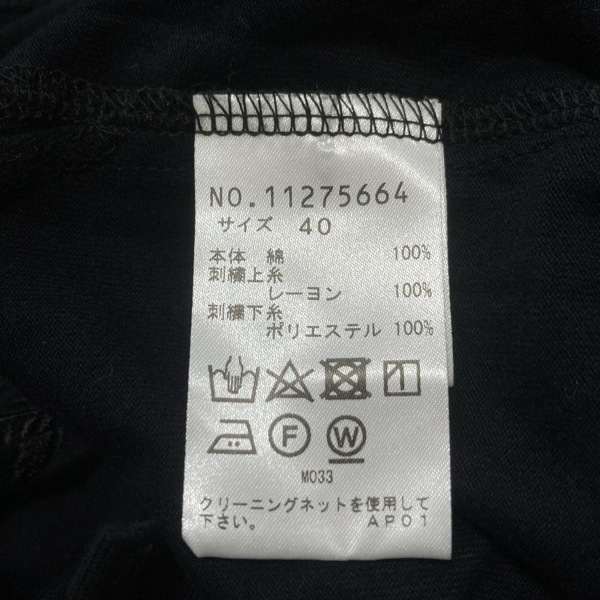 NO.11275664
サイズ 40
本体 綿 100%
刺繍上糸
レーヨン 100%
刺繍下糸
ポリエステル 100%
F W
M033
クリーニングネットを使用して
下さい。 AP01